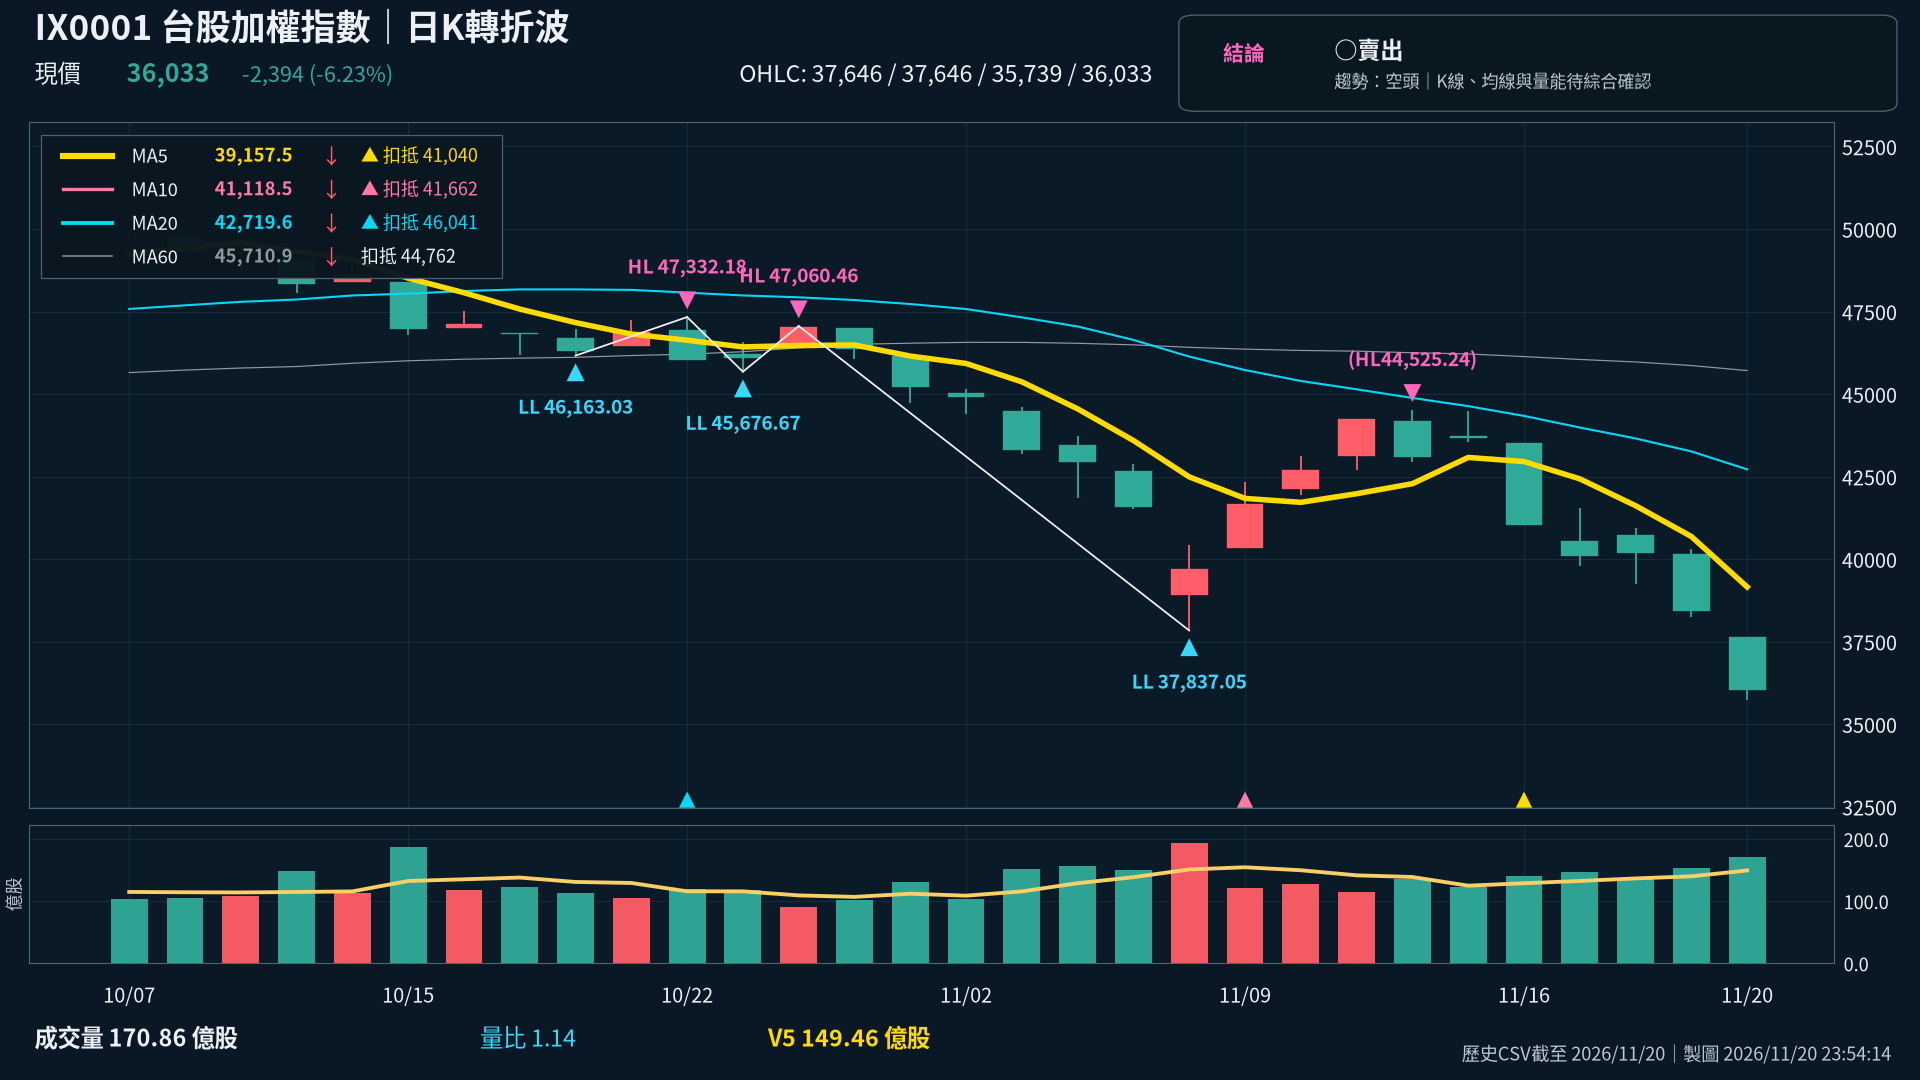 IX0001 台股加權指數｜日K轉折波
現價 36,033 -2,394 (-6.23%)
OHLC: 37,646 / 37,646 / 35,739 / 36,033
結論 ○賣出
趨勢：空頭｜K線、均線與量能待綜合確認
MA5 39,157.5 ↓ ▲扣抵 41,040
MA10 41,118.5 ↓ ▲扣抵 41,662
MA20 42,719.6 ↓ ▲扣抵 46,041
MA60 45,710.9 ↓ 扣抵 44,762
HL 47,332.18
HL 47,060.46
(HL44,525.24)
LL 46,163.03
LL 45,676.67
LL 37,837.05
52500
50000
47500
45000
42500
40000
37500
35000
32500
200.0
100.0
0.0
億股
10/07 10/15 10/22 11/02 11/09 11/16 11/20
成交量 170.86 億股 量比 1.14 V5 149.46 億股
歷史CSV截至 2026/11/20｜製圖 2026/11/20 23:54:14